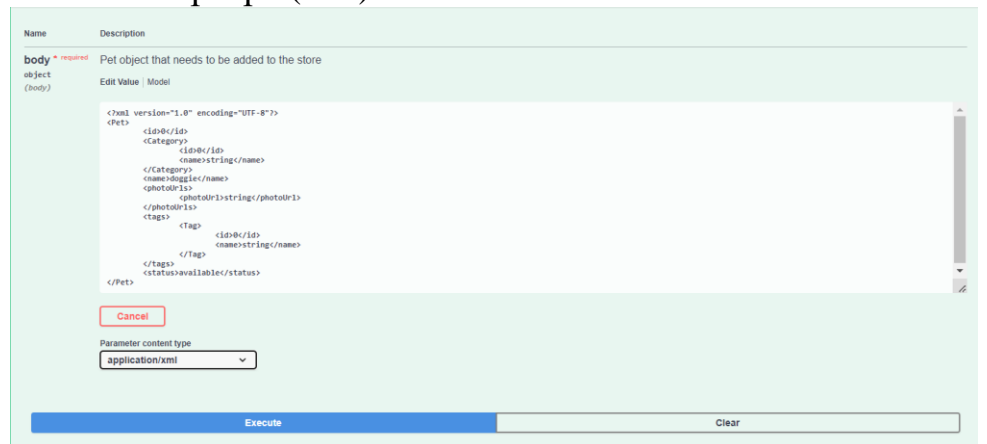 Name Description
body * required Pet object that needs to be added to the store
object
(body)
Edit Value | Model
<?xml version="1.0" encoding="UTF-8"?>
<Pet>
<id>0</id>
<Category>
<id>0</id>
<name>string</name>
</Category>
<name>doggie</name>
<photoUrls>
<photoUrl>string</photoUrl>
</photoUrls>
<tags>
<Tag>
<id>0</id>
<name>string</name>
</Tag>
</tags>
<status>available</status>
</Pet>
Cancel
Parameter content type
application/xml
Execute Clear